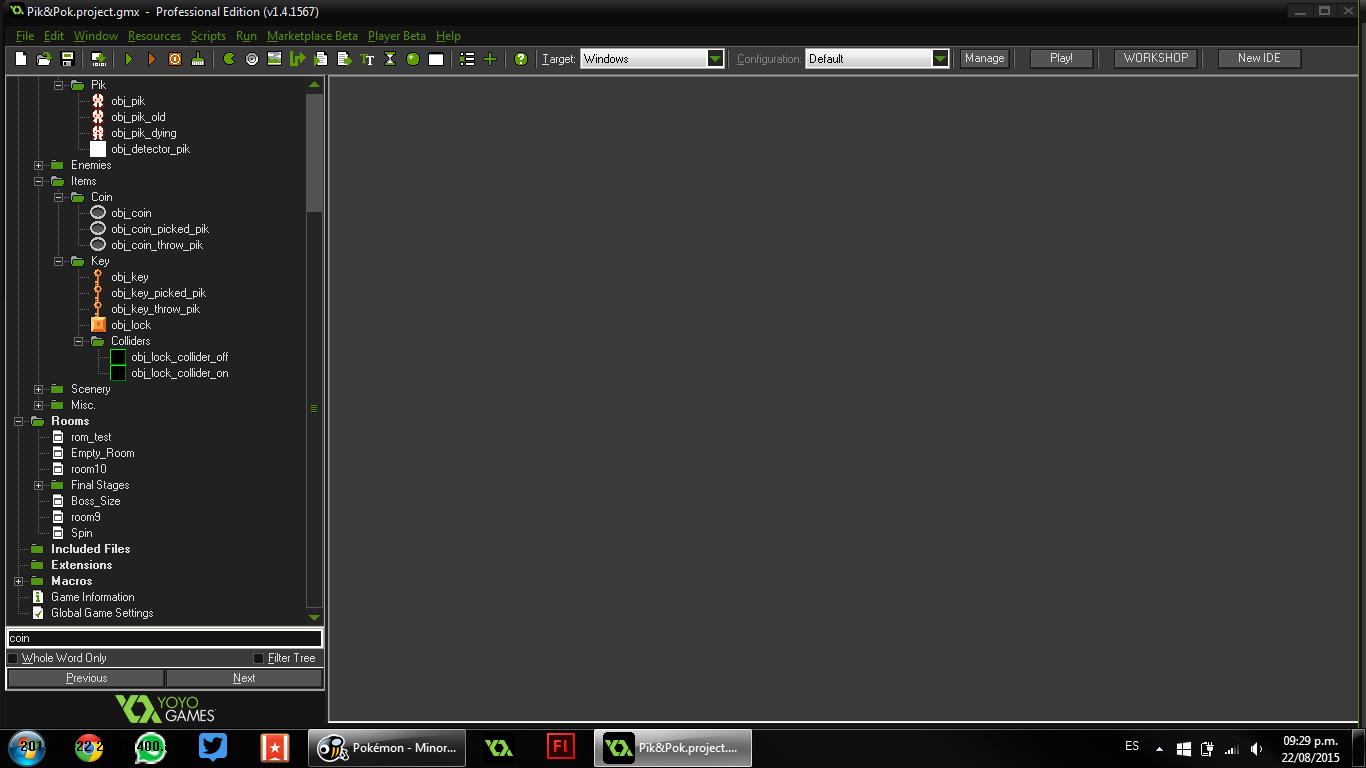 Pik&Pok.project.gmx - Professional Edition (v1.4.1567)
File Edit Window Resources Scripts Run Marketplace Beta Player Beta Help
Target: Windows Configuration: Default Manage Play! WORKSHOP New IDE
Pik
obj_pik
obj_pik_old
obj_pik_dying
obj_detector_pik
Enemies
Items
Coin
obj_coin
obj_coin_picked_pik
obj_coin_throw_pik
Key
obj_key
obj_key_picked_pik
obj_key_throw_pik
obj_lock
Colliders
obj_lock_collider_off
obj_lock_collider_on
Scenery
Misc.
Rooms
rom_test
Empty_Room
room10
Final Stages
Boss_Size
room9
Spin
Included Files
Extensions
Macros
Game Information
Global Game Settings
coin
Whole Word Only Filter Tree
Previous Next
YOYO
GAMES
Pokémon - Minor... Fl Pik&Pok.project.... ES 09:29 p.m.
22/08/2015